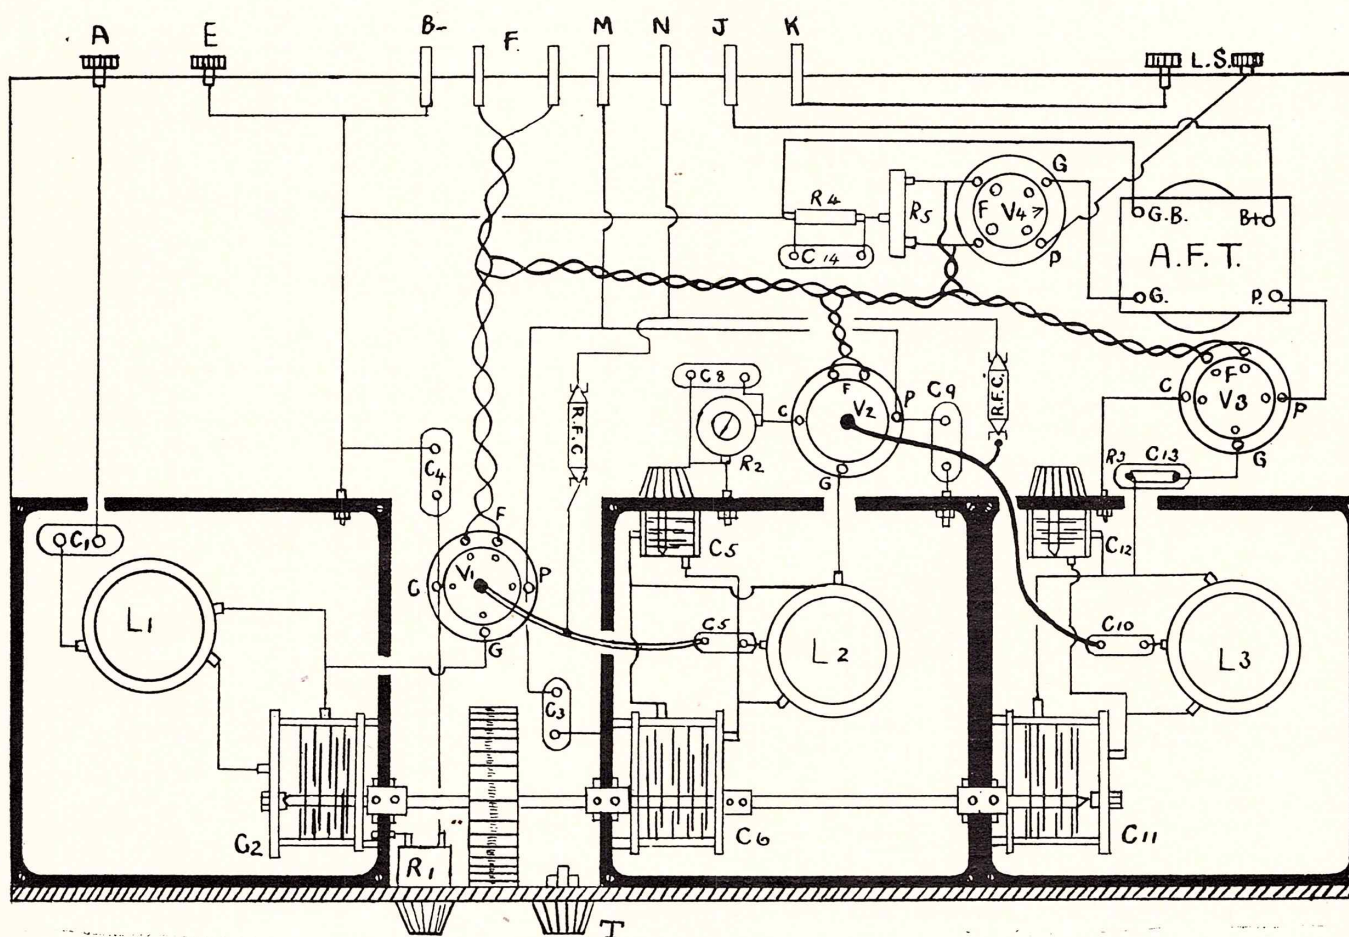 A E B- F. M N J K L.S.
G
R4 R5 F V4 G.B. B+
C14 P A.F.T.
G. P.
C8 F C9 R.F.C. C F
C V2 P V3 P
R.F.C
C4 R2 R3 C13 G
G
F
C1 C5 C12
V1 P
C
L1 C5 L2 C10 L3
G
C3
C2 C6 C11
R1
T